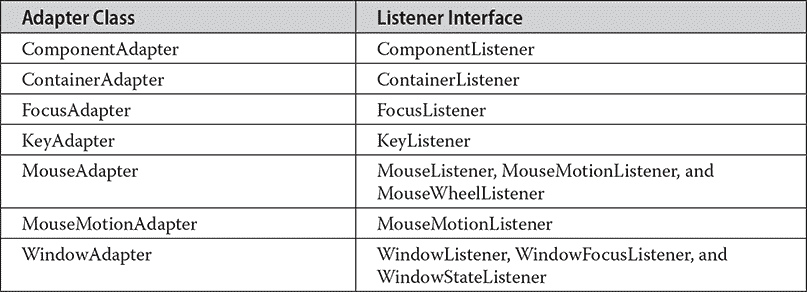 Adapter Class Listener Interface
ComponentAdapter ComponentListener
ContainerAdapter ContainerListener
FocusAdapter FocusListener
KeyAdapter KeyListener
MouseAdapter MouseListener, MouseMotionListener, and
MouseWheelListener
MouseMotionAdapter MouseMotionListener
WindowAdapter WindowListener, WindowFocusListener, and
WindowStateListener